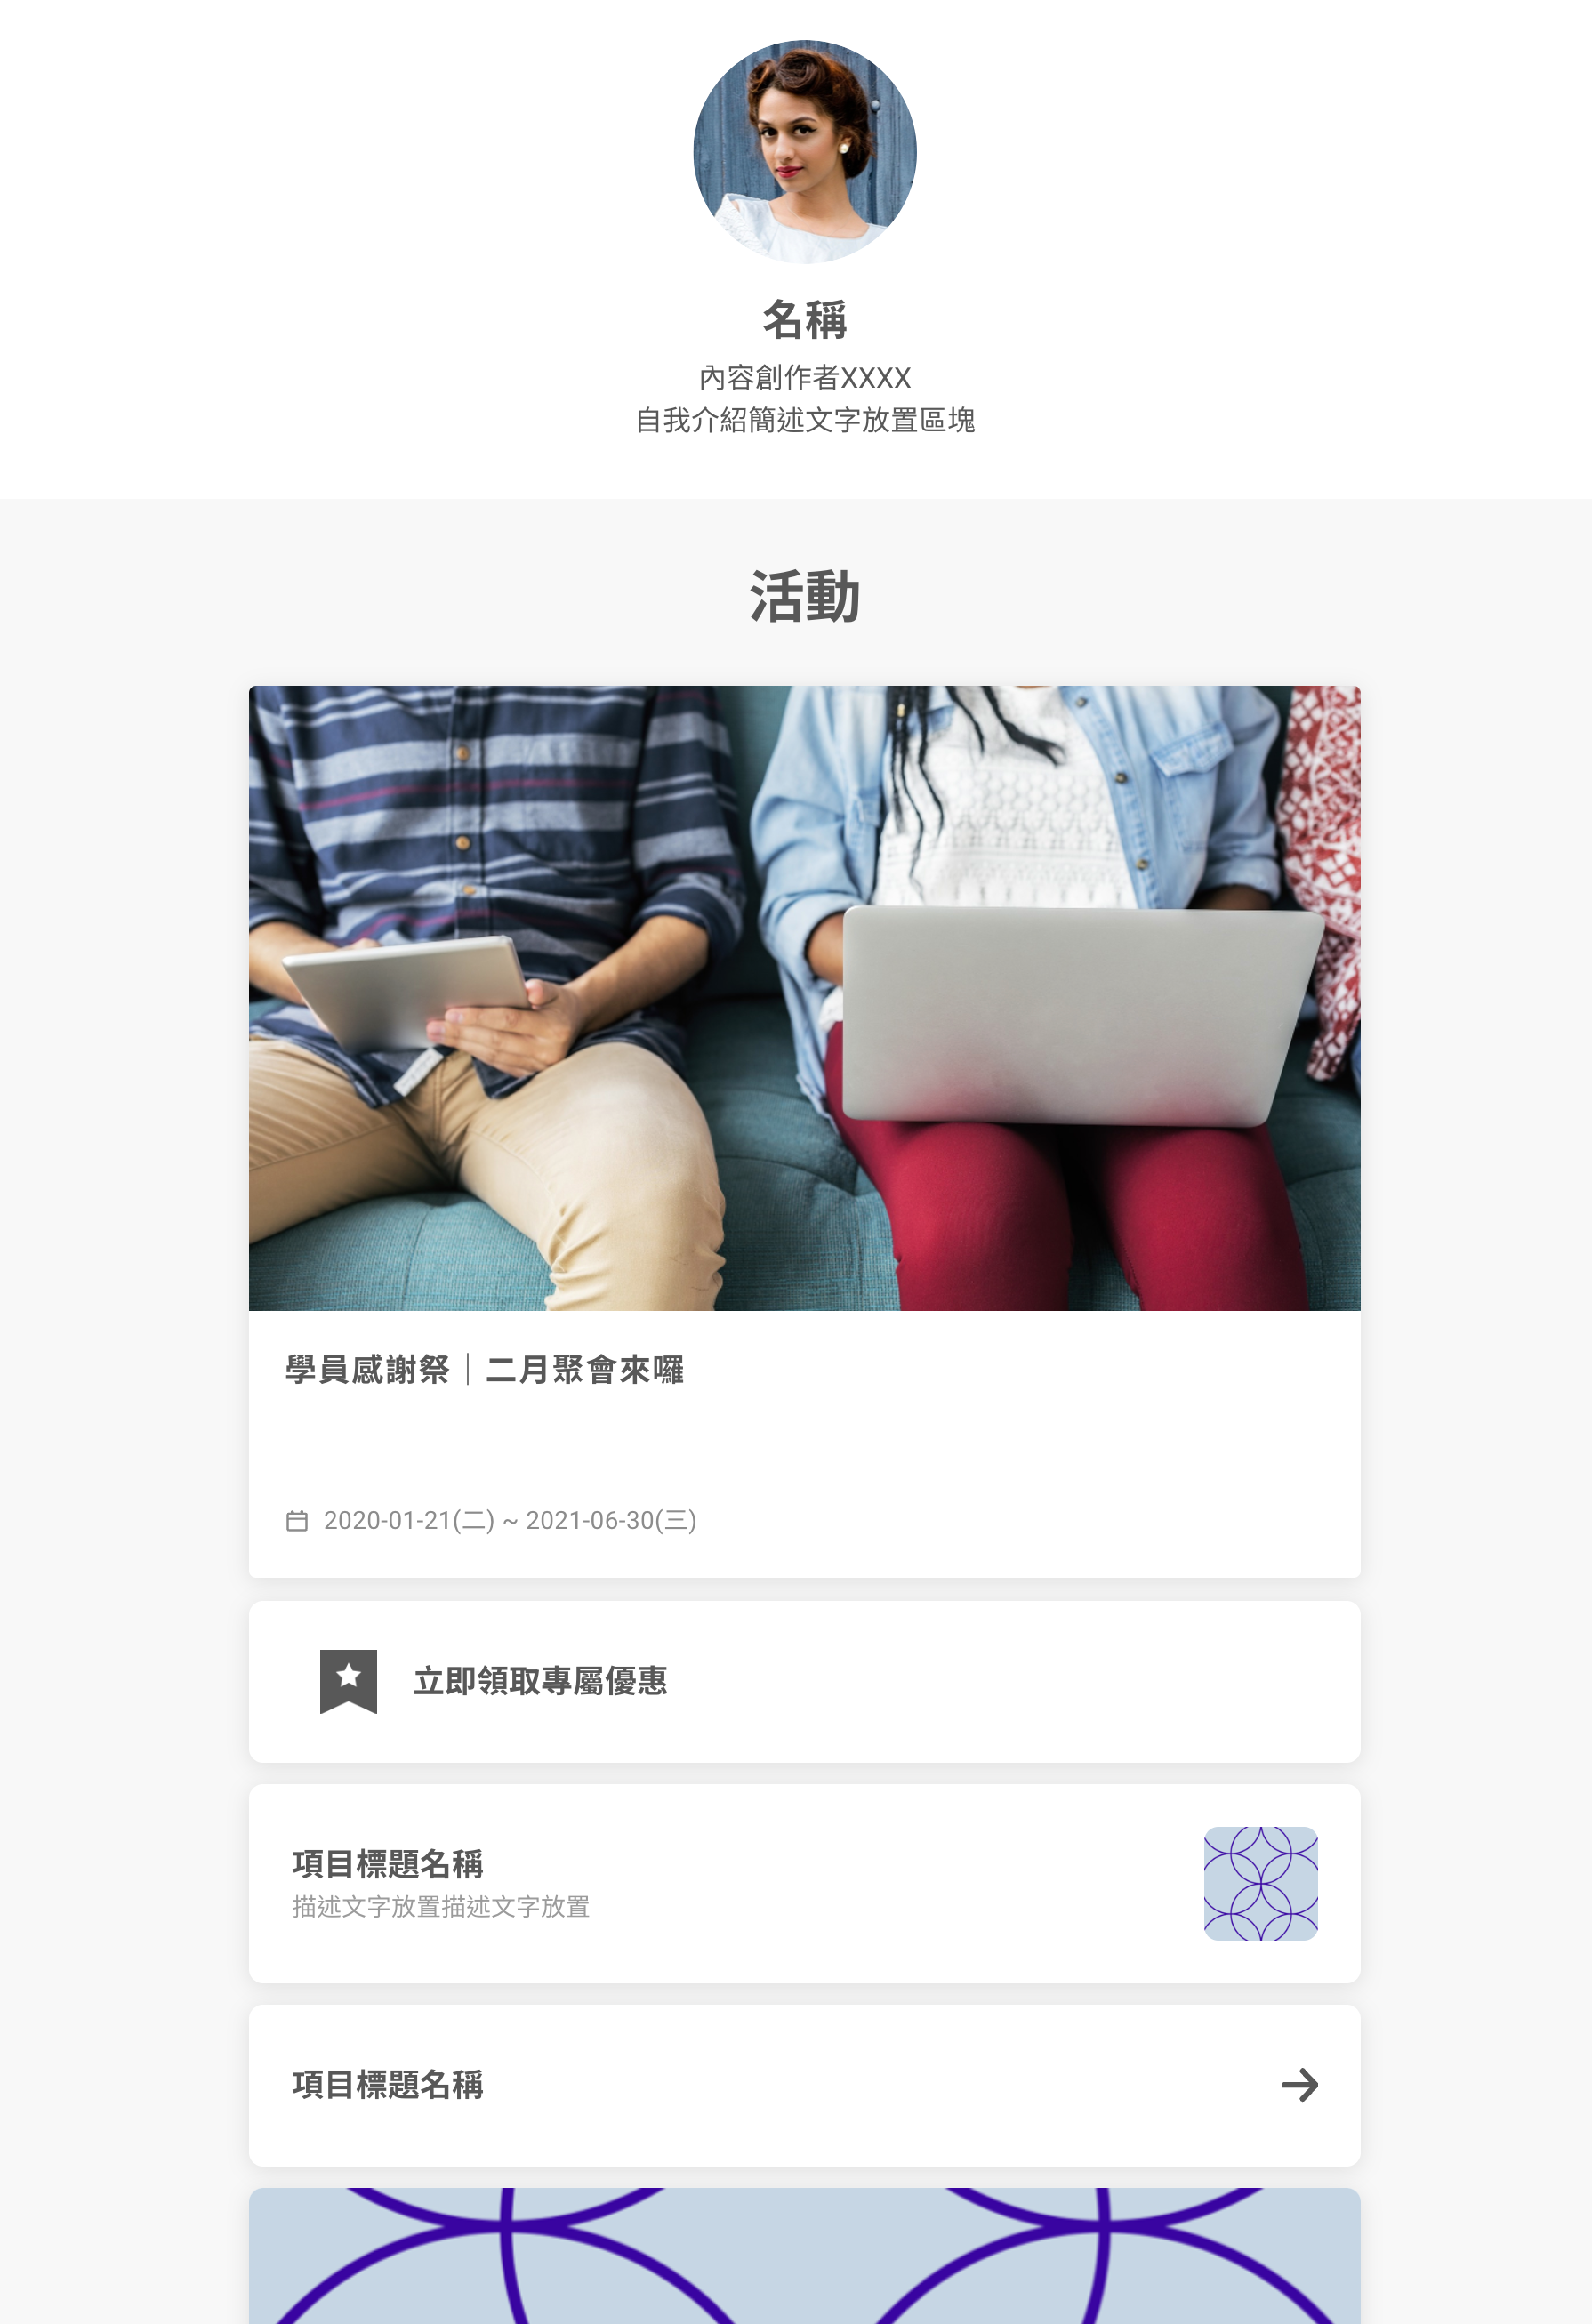 名稱
內容創作者XXXX
自我介紹簡述文字放置區塊
活動
學員感謝祭｜二月聚會來囉
2020-01-21(二) ~ 2021-06-30(三)
立即領取專屬優惠
項目標題名稱
描述文字放置描述文字放置
項目標題名稱